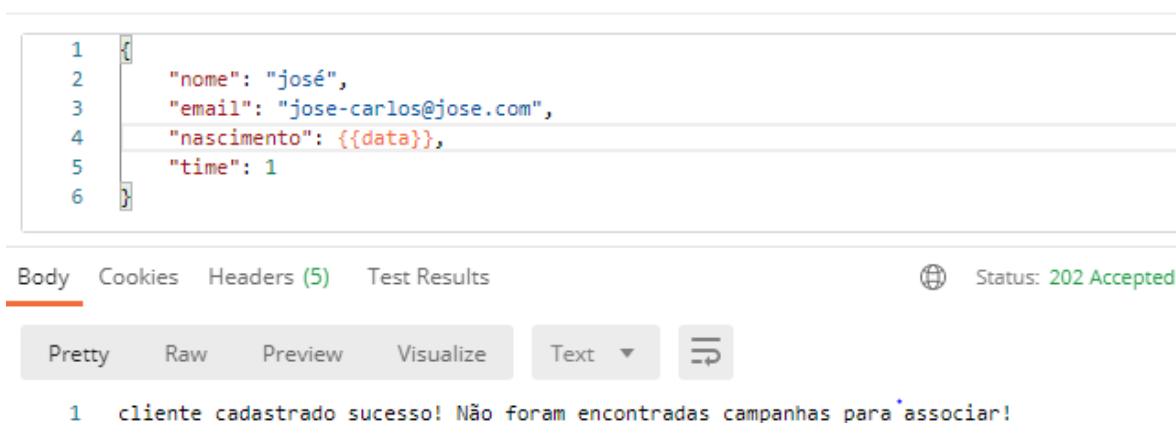 1 {
2 "nome": "josé",
3 "email": "jose-carlos@jose.com",
4 "nascimento": {{data}},
5 "time": 1
6 }
Body Cookies Headers (5) Test Results Status: 202 Accepted
Pretty Raw Preview Visualize Text
1 cliente cadastrado sucesso! Não foram encontradas campanhas para associar!